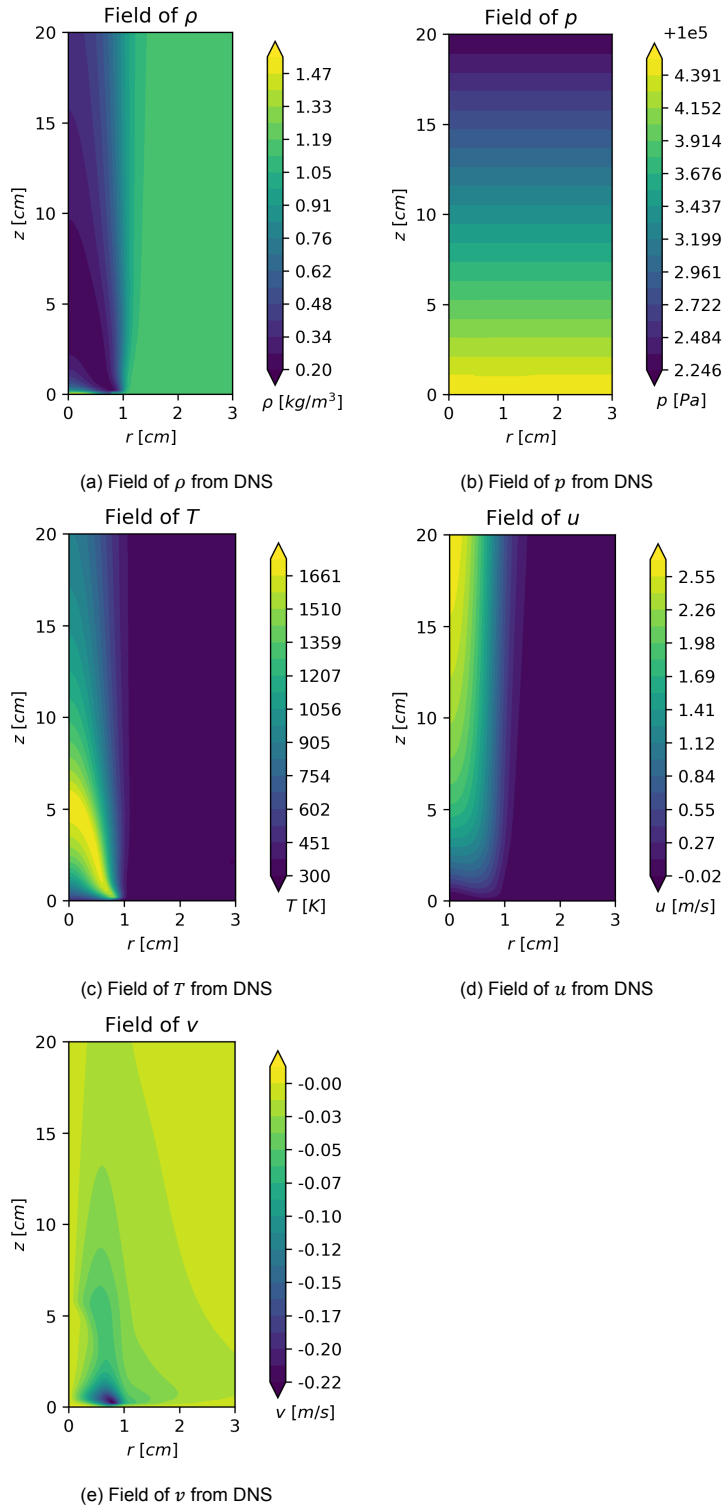 Field of ρ
20
15
10
5
0
z [cm]
0 1 2 3
r [cm]
1.47
1.33
1.19
1.05
0.91
0.76
0.62
0.48
0.34
0.20
ρ [kg/m³]
(a) Field of ρ from DNS
Field of p
+1e5
20
15
10
5
0
z [cm]
0 1 2 3
r [cm]
4.391
4.152
3.914
3.676
3.437
3.199
2.961
2.722
2.484
2.246
p [Pa]
(b) Field of p from DNS
Field of T
20
15
10
5
0
z [cm]
0 1 2 3
r [cm]
1661
1510
1359
1207
1056
905
754
602
451
300
T [K]
(c) Field of T from DNS
Field of u
20
15
10
5
0
z [cm]
0 1 2 3
r [cm]
2.55
2.26
1.98
1.69
1.41
1.12
0.84
0.55
0.27
-0.02
u [m/s]
(d) Field of u from DNS
Field of v
20
15
10
5
0
z [cm]
0 1 2 3
r [cm]
-0.00
-0.03
-0.05
-0.07
-0.10
-0.12
-0.15
-0.17
-0.20
-0.22
v [m/s]
(e) Field of v from DNS